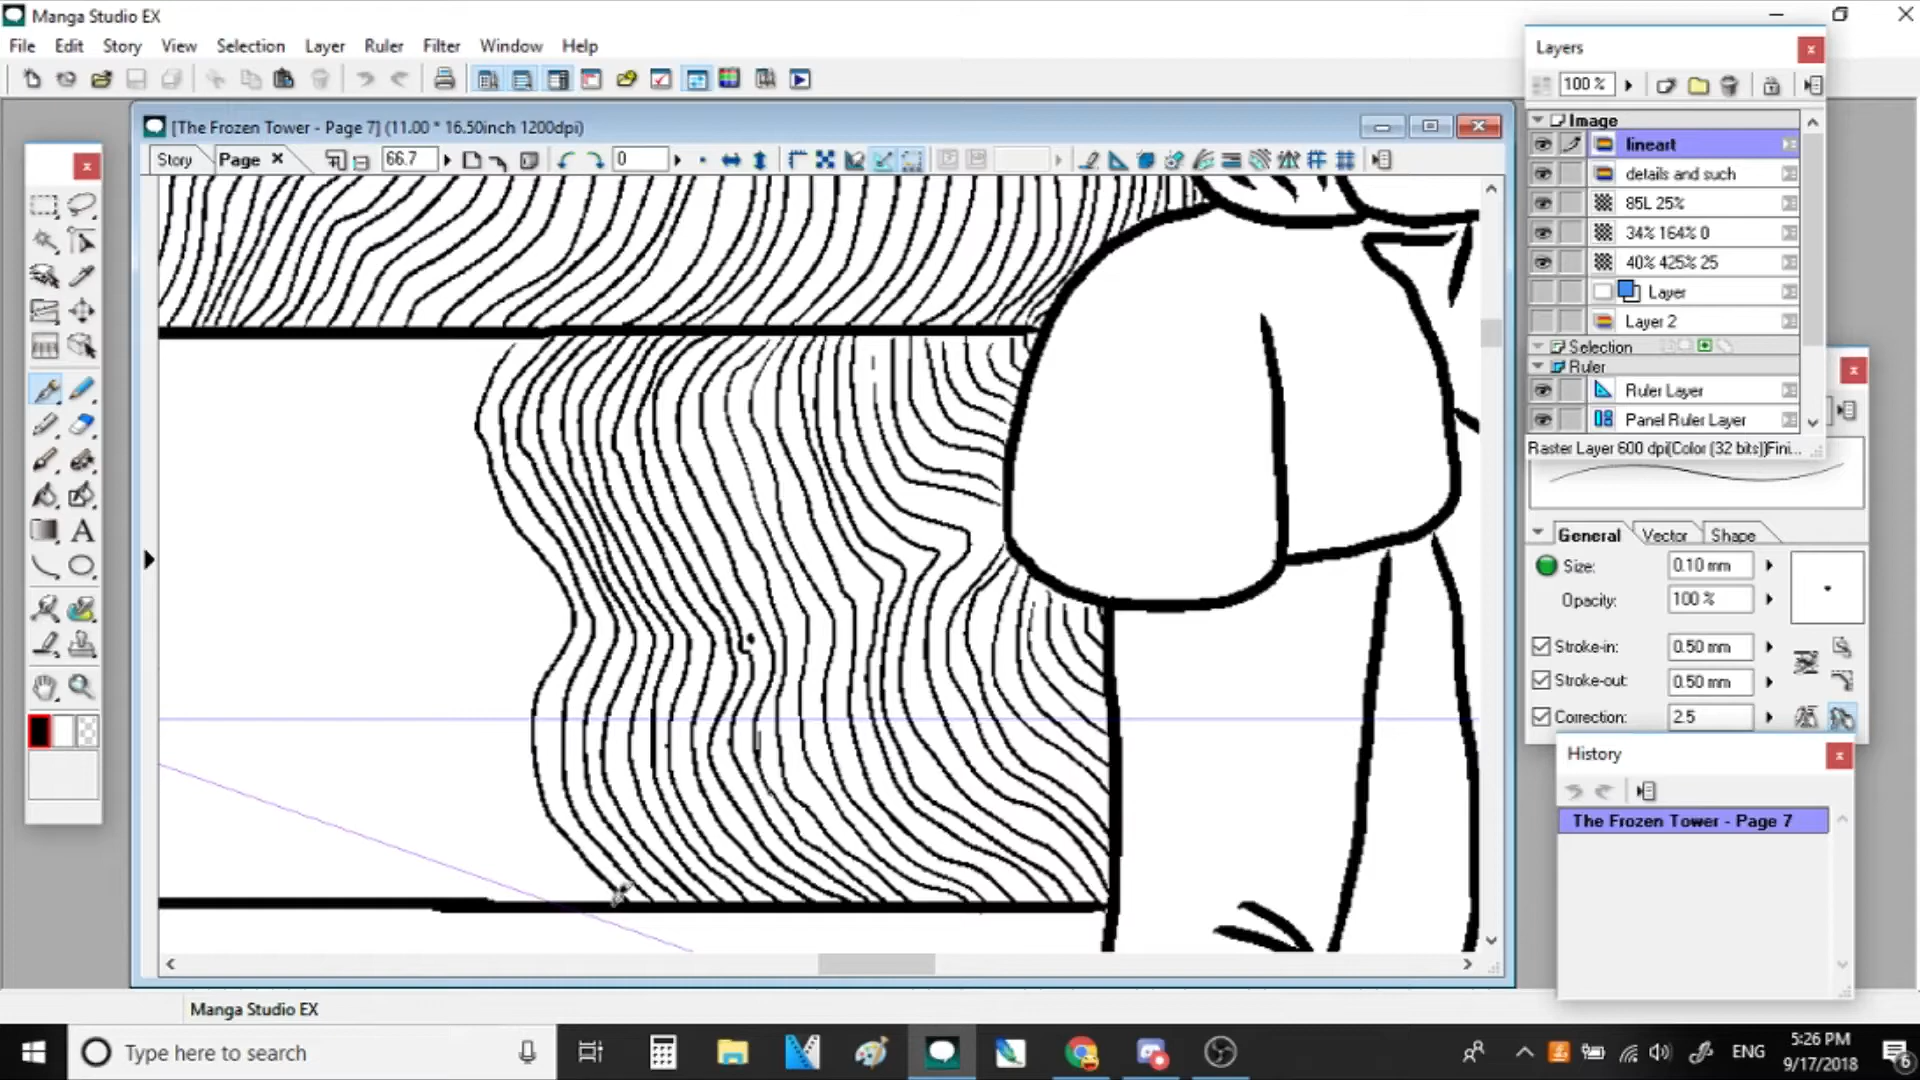 Manga Studio EX
File Edit Story View Selection Layer Ruler Filter Window Help
[The Frozen Tower - Page 7] (11.00 * 16.50inch 1200dpi)
Story Page 66.7 0
Layers
100 %
Image
lineart
details and such
85L 25%
34% 164% 0
40% 425% 25
Layer
Layer 2
Selection
Ruler
Ruler Layer
Panel Ruler Layer
Raster Layer 600 dpi(Color (32 bits))Fini...
General Vector Shape
Size: 0.10 mm
Opacity: 100 %
Stroke-in: 0.50 mm
Stroke-out: 0.50 mm
Correction: 2.5
History
The Frozen Tower - Page 7
Manga Studio EX
Type here to search
ENG
5:26 PM
9/17/2018
6